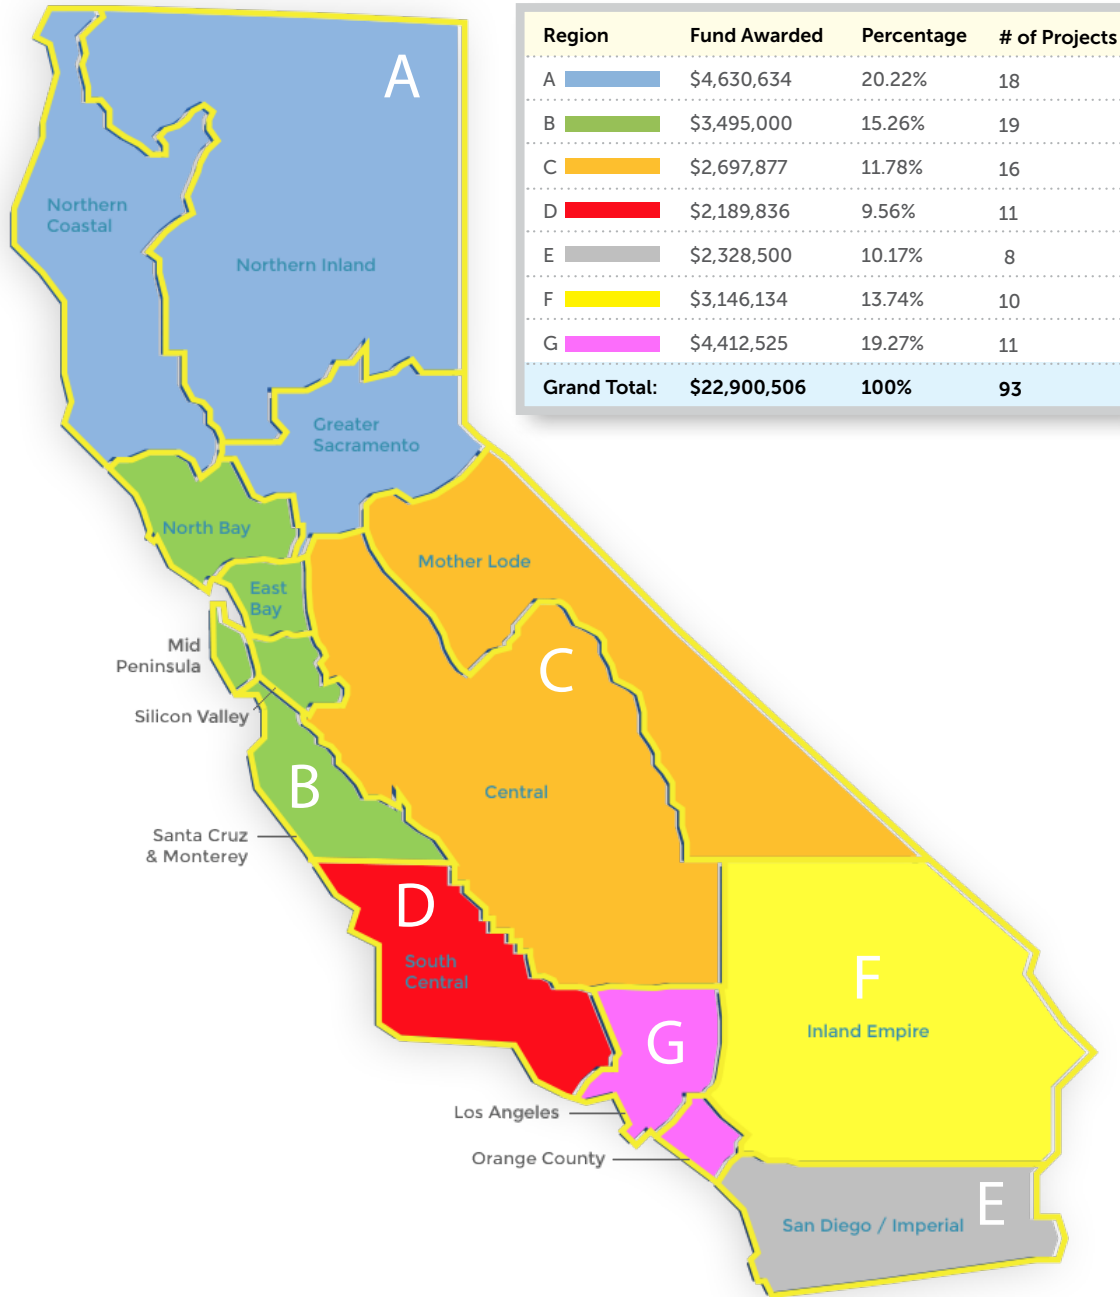 Region Fund Awarded Percentage # of Projects
A $4,630,634 20.22% 18
B $3,495,000 15.26% 19
C $2,697,877 11.78% 16
D $2,189,836 9.56% 11
E $2,328,500 10.17% 8
F $3,146,134 13.74% 10
G $4,412,525 19.27% 11
Grand Total: $22,900,506 100% 93
A
Northern
Coastal
Northern Inland
Greater
Sacramento
North Bay
Mother Lode
East
Bay
Mid
Peninsula
C
Silicon Valley
B
Central
Santa Cruz
& Monterey
D
South
Central
F
Inland Empire
G
Los Angeles
Orange County
E
San Diego / Imperial